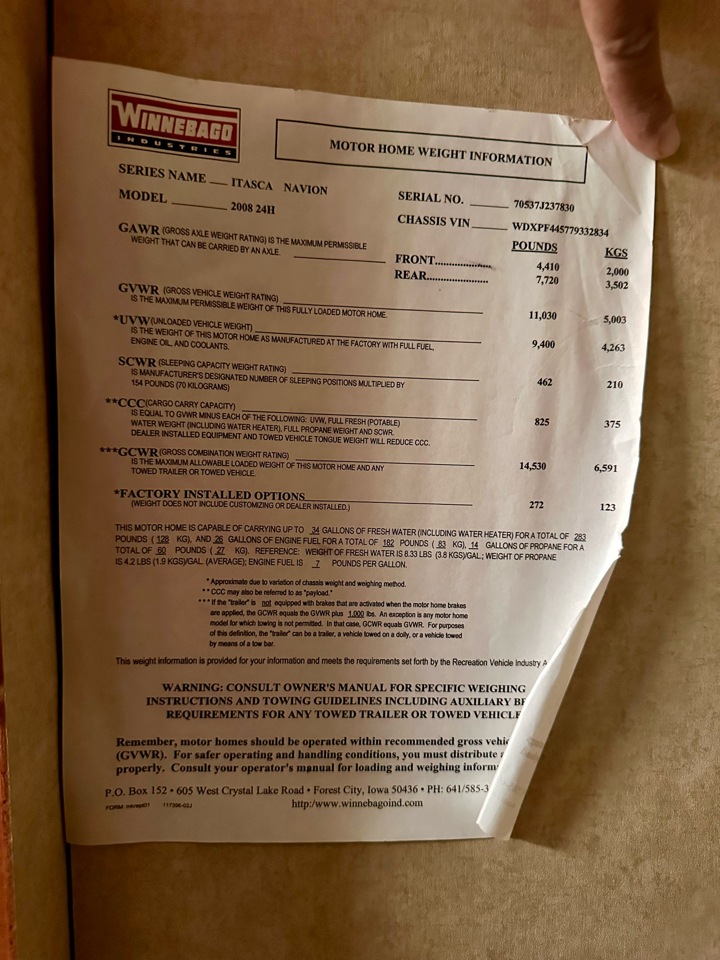 WINNEBAGO
INDUSTRIES
MOTOR HOME WEIGHT INFORMATION
SERIES NAME ITASCA NAVION
SERIAL NO. 70537J237830
MODEL 2008 24H
CHASSIS VIN WDXPF445779332834
POUNDS KGS
GAWR (GROSS AXLE WEIGHT RATING) IS THE MAXIMUM PERMISSIBLE
WEIGHT THAT CAN BE CARRIED BY AN AXLE.
FRONT..................... 4,410 2,000
REAR....................... 7,720 3,502
GVWR (GROSS VEHICLE WEIGHT RATING) 11,030 5,003
IS THE MAXIMUM PERMISSIBLE WEIGHT OF THIS FULLY LOADED MOTOR HOME.
*UVW (UNLOADED VEHICLE WEIGHT) 9,400 4,263
IS THE WEIGHT OF THIS MOTOR HOME AS MANUFACTURED AT THE FACTORY WITH FULL FUEL,
ENGINE OIL, AND COOLANTS.
SCWR (SLEEPING CAPACITY WEIGHT RATING) 462 210
IS MANUFACTURER'S DESIGNATED NUMBER OF SLEEPING POSITIONS MULTIPLIED BY
154 POUNDS (70 KILOGRAMS)
**CCC (CARGO CARRY CAPACITY) 825 375
IS EQUAL TO GVWR MINUS EACH OF THE FOLLOWING: UVW, FULL FRESH (POTABLE)
WATER WEIGHT (INCLUDING WATER HEATER), FULL PROPANE WEIGHT AND SCWR.
DEALER INSTALLED EQUIPMENT AND TOWED VEHICLE TONGUE WEIGHT WILL REDUCE CCC.
***GCWR (GROSS COMBINATION WEIGHT RATING) 14,530 6,591
IS THE MAXIMUM ALLOWABLE LOADED WEIGHT OF THIS MOTOR HOME AND ANY
TOWED TRAILER OR TOWED VEHICLE.
*FACTORY INSTALLED OPTIONS 272 123
(WEIGHT DOES NOT INCLUDE CUSTOMIZING OR DEALER INSTALLED.)
THIS MOTOR HOME IS CAPABLE OF CARRYING UP TO 34 GALLONS OF FRESH WATER (INCLUDING WATER HEATER) FOR A TOTAL OF 283
POUNDS ( 128 KG), AND 26 GALLONS OF ENGINE FUEL FOR A TOTAL OF 182 POUNDS ( 83 KG), 14 GALLONS OF PROPANE FOR A
TOTAL OF 60 POUNDS ( 27 KG). REFERENCE: WEIGHT OF FRESH WATER IS 8.33 LBS (3.8 KGS)/GAL; WEIGHT OF PROPANE
IS 4.2 LBS (1.9 KGS)/GAL (AVERAGE); ENGINE FUEL IS 7 POUNDS PER GALLON.
* Approximate due to variation of chassis weight and weighing method.
** CCC may also be referred to as "payload."
*** If the "trailer" is not equipped with brakes that are activated when the motor home brakes
are applied, the GCWR equals the GVWR plus 1,000 lbs. An exception is any motor home
model for which towing is not permitted. In that case, GCWR equals GVWR. For purposes
of this definition, the "trailer" can be a trailer, a vehicle towed on a dolly, or a vehicle towed
by means of a tow bar.
This weight information is provided for your information and meets the requirements set forth by the Recreation Vehicle Industry A
WARNING: CONSULT OWNER'S MANUAL FOR SPECIFIC WEIGHING
INSTRUCTIONS AND TOWING GUIDELINES INCLUDING AUXILIARY BR
REQUIREMENTS FOR ANY TOWED TRAILER OR TOWED VEHICLE
Remember, motor homes should be operated within recommended gross vehic
(GVWR). For safer operating and handling conditions, you must distribute
properly. Consult your operator's manual for loading and weighing inform
P.O. Box 152 • 605 West Crystal Lake Road • Forest City, Iowa 50436 • PH: 641/585-3
http:/www.winnebagoind.com